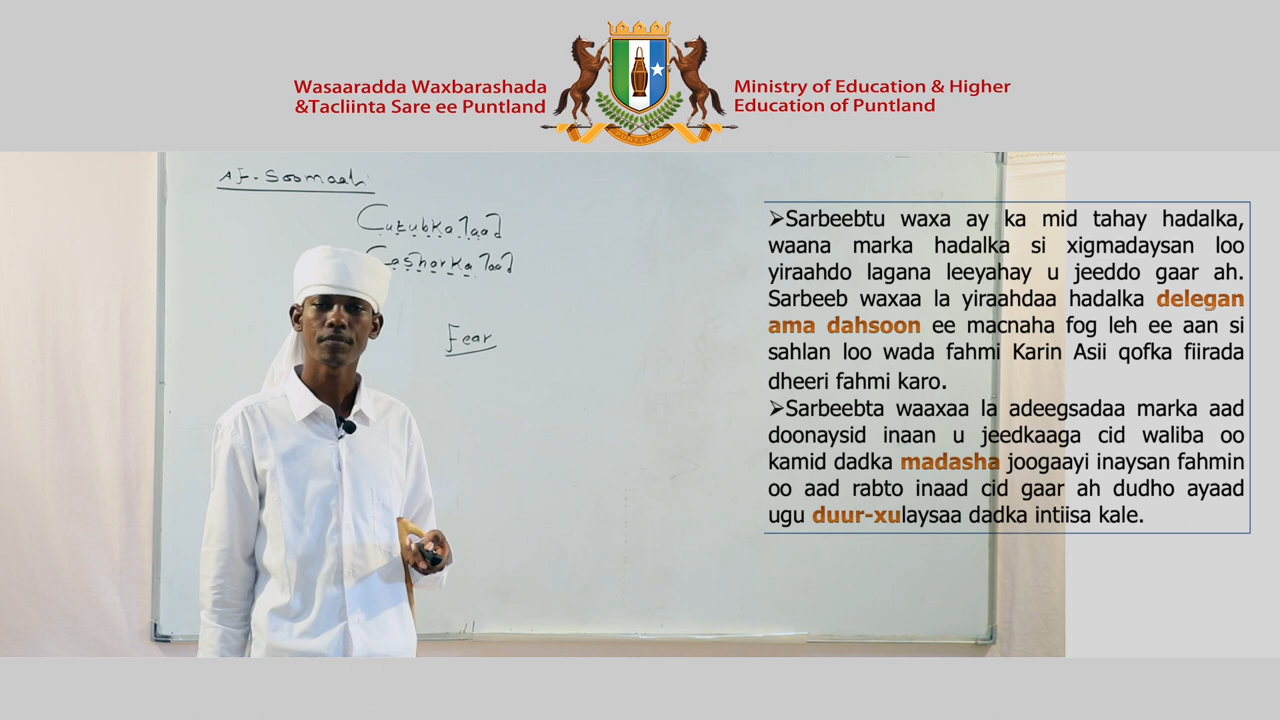 Wasaaradda Waxbarashada
&Tacliinta Sare ee Puntland
Ministry of Education & Higher
Education of Puntland
PUNTLAND
AF-Soomaali
Cutubka 1aad
Casharka 1aad
Fear
➢Sarbeebtu waxa ay ka mid tahay hadalka,
waana marka hadalka si xigmadaysan loo
yiraahdo lagana leeyahay u jeeddo gaar ah.
Sarbeeb waxaa la yiraahdaa hadalka delegan
ama dahsoon ee macnaha fog leh ee aan si
sahlan loo wada fahmi Karin Asii qofka fiirada
dheeri fahmi karo.
➢Sarbeebta waaxaa la adeegsadaa marka aad
doonaysid inaan u jeedkaaga cid waliba oo
kamid dadka madasha joogaayi inaysan fahmin
oo aad rabto inaad cid gaar ah dudho ayaad
ugu duur-xulaysaa dadka intiisa kale.